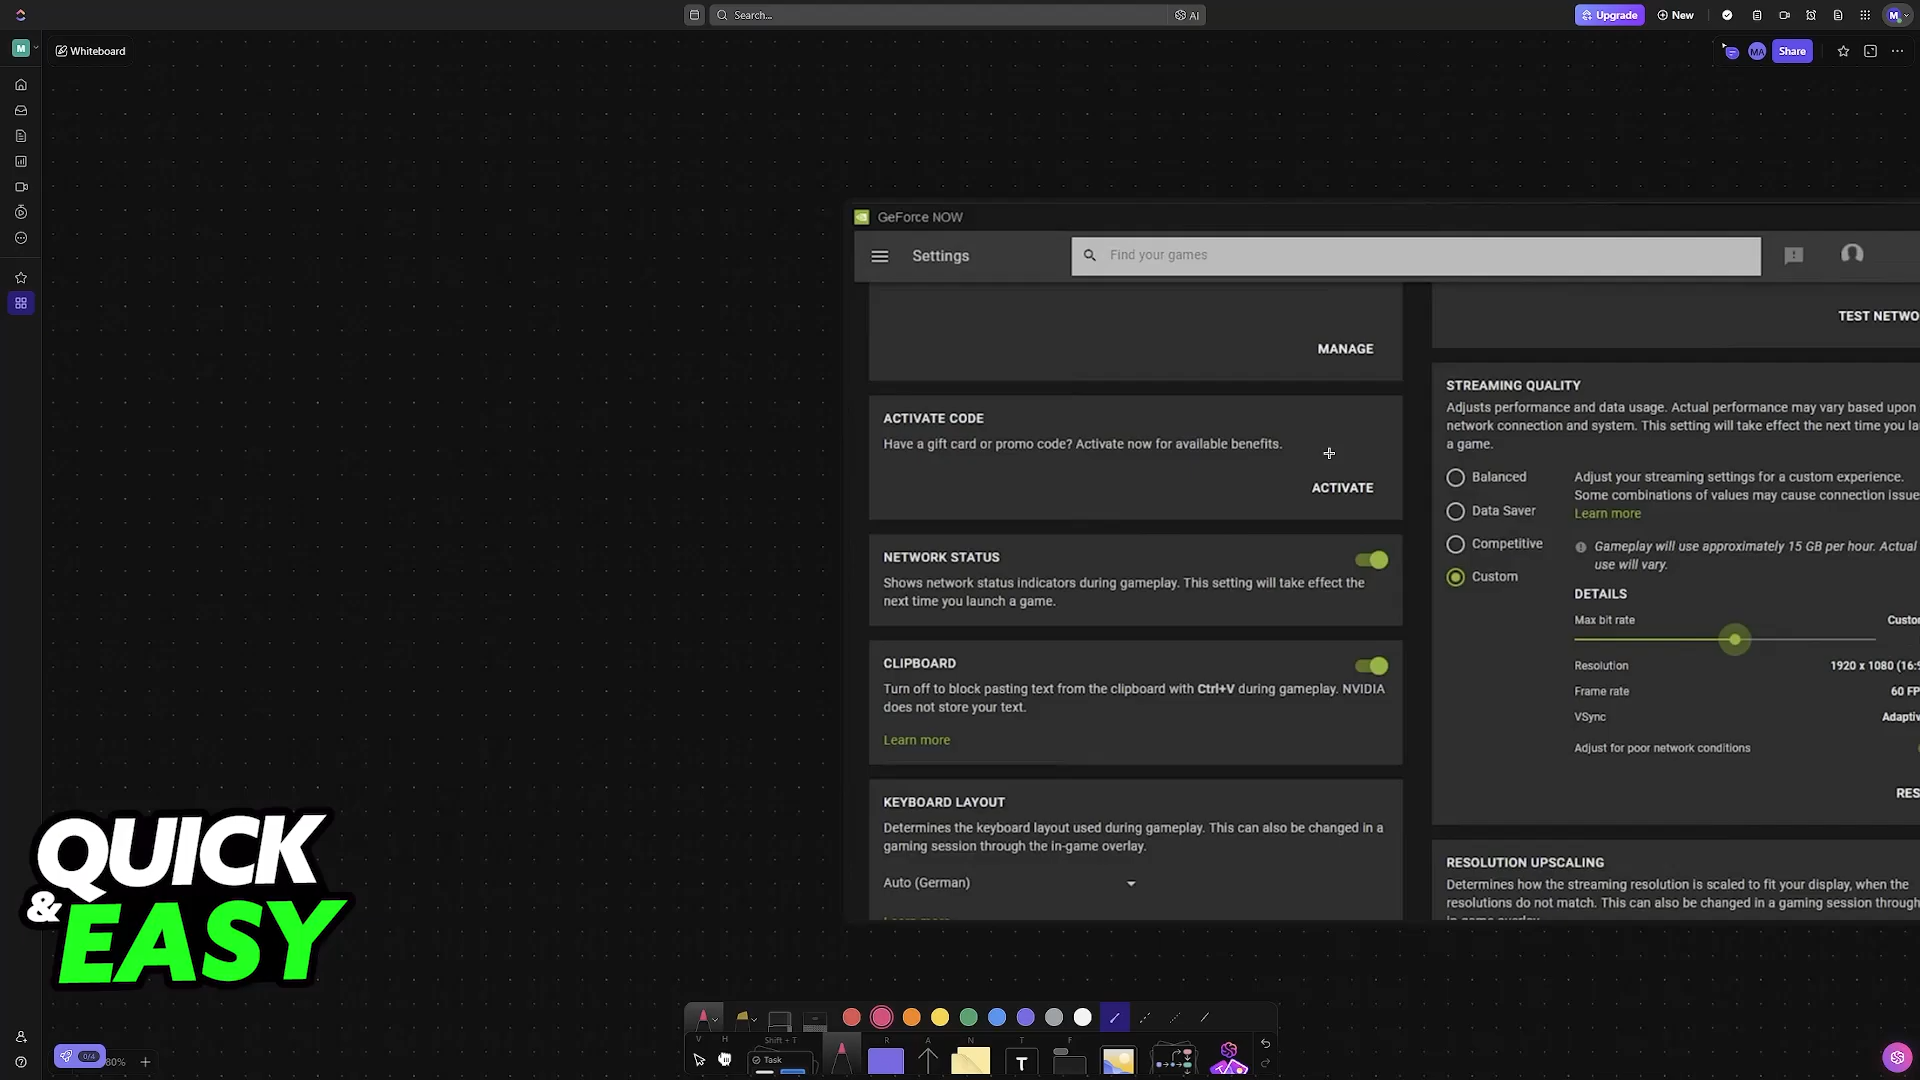 Search...
AI
Upgrade
New
M
M
Whiteboard
MA
Share
GeForce NOW
Settings
Find your games
MANAGE
TEST NETWO
ACTIVATE CODE
Have a gift card or promo code? Activate now for available benefits.
ACTIVATE
NETWORK STATUS
Shows network status indicators during gameplay. This setting will take effect the
next time you launch a game.
CLIPBOARD
Turn off to block pasting text from the clipboard with Ctrl+V during gameplay. NVIDIA
does not store your text.
Learn more
KEYBOARD LAYOUT
Determines the keyboard layout used during gameplay. This can also be changed in a
gaming session through the in-game overlay.
Auto (German)
STREAMING QUALITY
Adjusts performance and data usage. Actual performance may vary based upon
network connection and system. This setting will take effect the next time you la
a game.
Balanced
Data Saver
Competitive
Custom
Adjust your streaming settings for a custom experience.
Some combinations of values may cause connection issue
Learn more
Gameplay will use approximately 15 GB per hour. Actual
use will vary.
DETAILS
Max bit rate
Custo
Resolution
1920 x 1080 (16:9
Frame rate
60 FP
VSync
Adaptiv
Adjust for poor network conditions
RES
RESOLUTION UPSCALING
Determines how the streaming resolution is scaled to fit your display, when the
resolutions do not match. This can also be changed in a gaming session through
QUICK
& EASY
V
H
Shift + T
R
A
N
T
F
Task
T
0/4
80%